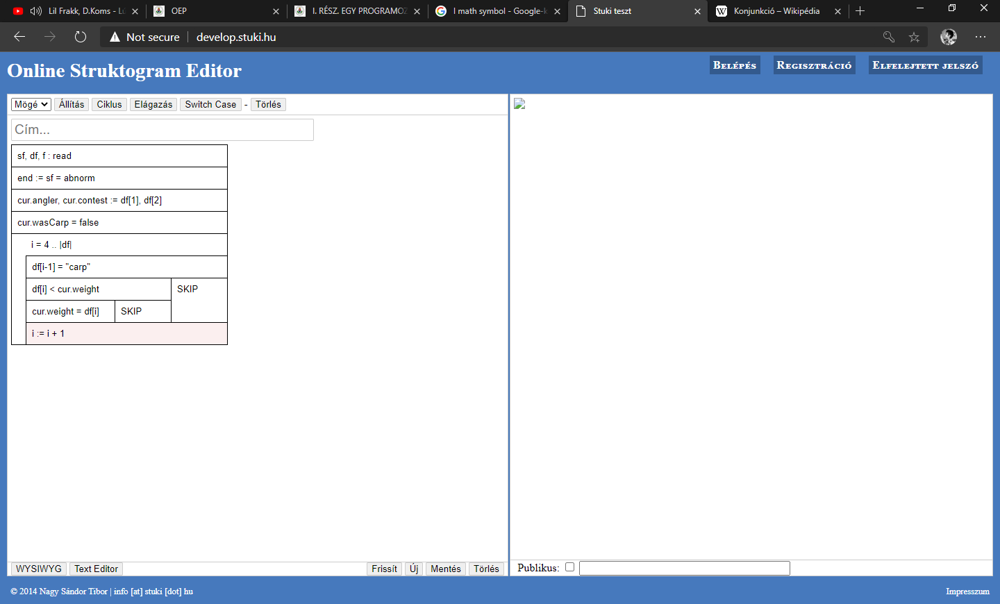 Lil Frakk, D.Koms - L
OEP
I. RÉSZ. EGY PROGRAMOZ
I math symbol - Google-k
Stuki teszt
Konjunkció – Wikipédia
Not secure
develop.stuki.hu
Online Struktogram Editor
Belépés
Regisztráció
Elfelejtett jelszó
Mögé Állítás Ciklus Elágazás Switch Case - Törlés
Cím...
sf, df, f : read
end := sf = abnorm
cur.angler, cur.contest := df[1], df[2]
cur.wasCarp = false
i = 4 .. |df|
df[i-1] = "carp"
df[i] < cur.weight SKIP
cur.weight = df[i] SKIP
i := i + 1
WYSIWYG Text Editor Frissít Új Mentés Törlés
Publikus:
© 2014 Nagy Sándor Tibor | info [at] stuki [dot] hu
Impresszum